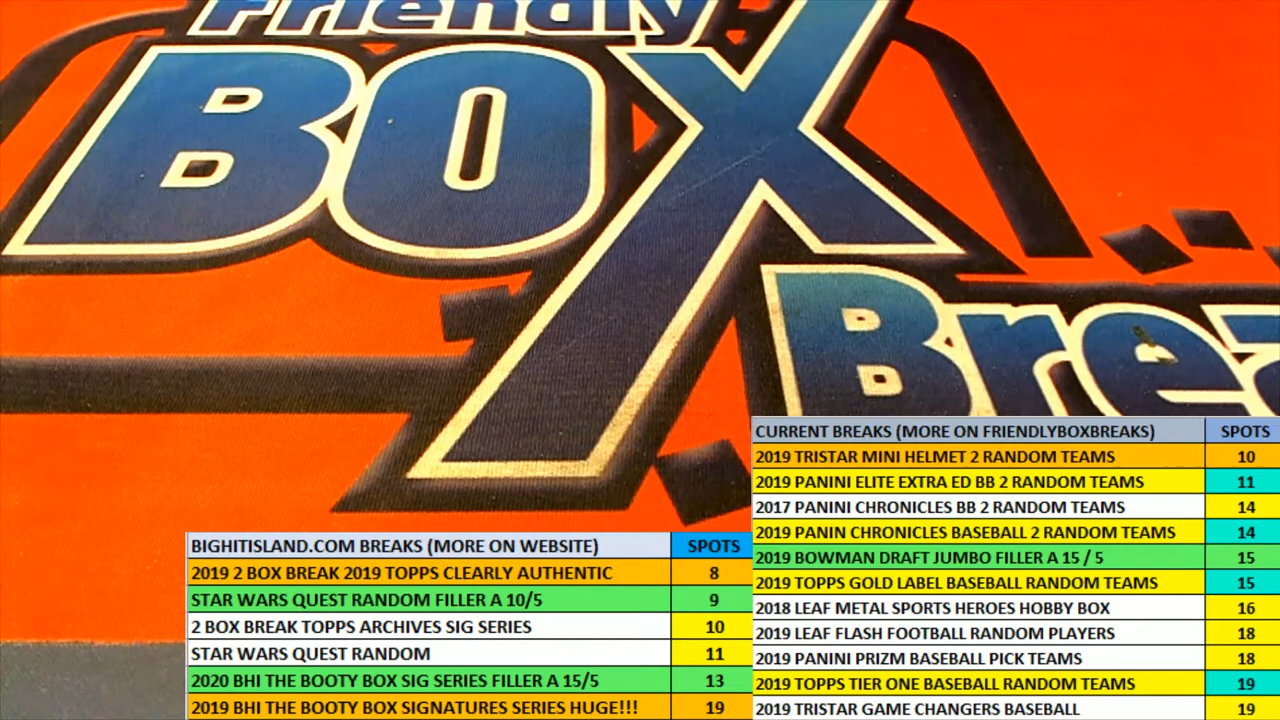 Friendly
BOX
Brea
CURRENT BREAKS (MORE ON FRIENDLYBOXBREAKS) SPOTS
2019 TRISTAR MINI HELMET 2 RANDOM TEAMS 10
2019 PANINI ELITE EXTRA ED BB 2 RANDOM TEAMS 11
2017 PANINI CHRONICLES BB 2 RANDOM TEAMS 14
2019 PANIN CHRONICLES BASEBALL 2 RANDOM TEAMS 14
2019 BOWMAN DRAFT JUMBO FILLER A 15 / 5 15
2019 TOPPS GOLD LABEL BASEBALL RANDOM TEAMS 15
2018 LEAF METAL SPORTS HEROES HOBBY BOX 16
2019 LEAF FLASH FOOTBALL RANDOM PLAYERS 18
2019 PANINI PRIZM BASEBALL PICK TEAMS 18
2019 TOPPS TIER ONE BASEBALL RANDOM TEAMS 19
2019 TRISTAR GAME CHANGERS BASEBALL 19
BIGHITISLAND.COM BREAKS (MORE ON WEBSITE) SPOTS
2019 2 BOX BREAK 2019 TOPPS CLEARLY AUTHENTIC 8
STAR WARS QUEST RANDOM FILLER A 10/5 9
2 BOX BREAK TOPPS ARCHIVES SIG SERIES 10
STAR WARS QUEST RANDOM 11
2020 BHI THE BOOTY BOX SIG SERIES FILLER A 15/5 13
2019 BHI THE BOOTY BOX SIGNATURES SERIES HUGE!!! 19